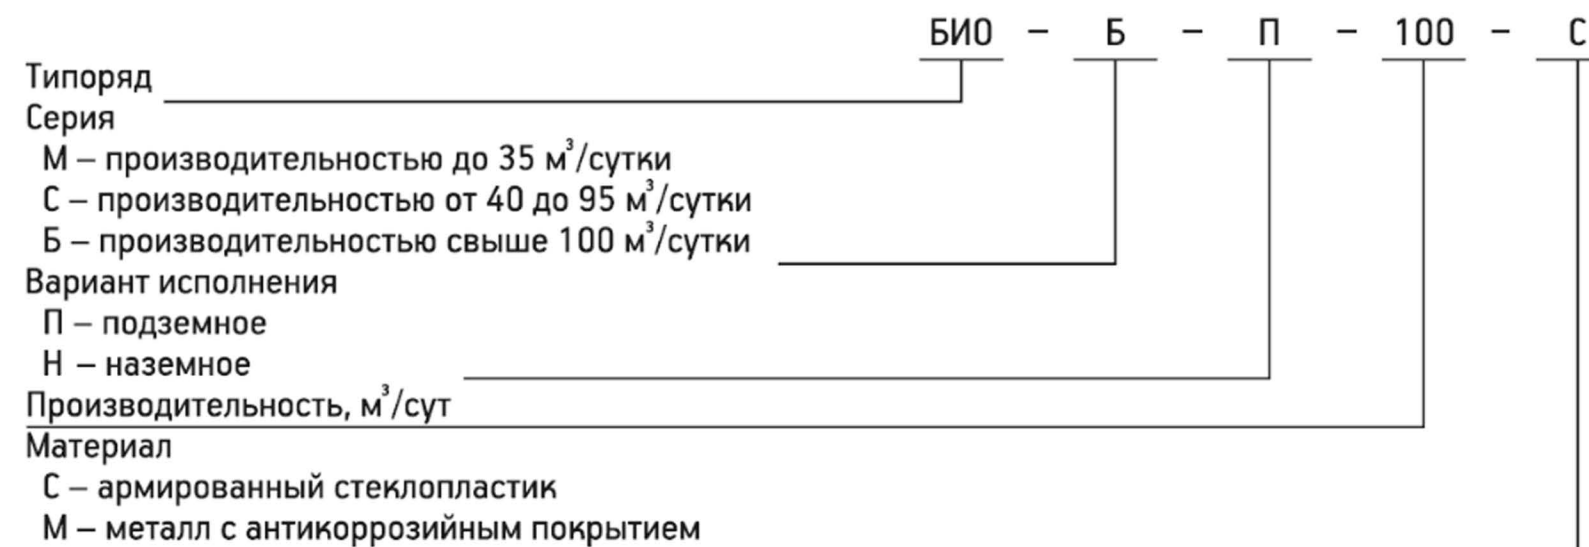 БИО – Б – П – 100 – С
Типоряд
Серия
М – производительностью до 35 м³/сутки
С – производительностью от 40 до 95 м³/сутки
Б – производительностью свыше 100 м³/сутки
Вариант исполнения
П – подземное
Н – наземное
Производительность, м³/сут
Материал
С – армированный стеклопластик
М – металл с антикоррозийным покрытием